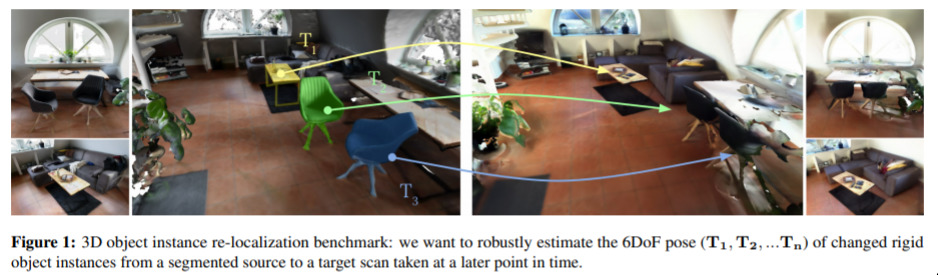 T₁
T₂
T₃
Figure 1: 3D object instance re-localization benchmark: we want to robustly estimate the 6DoF pose (T₁, T₂, ...Tₙ) of changed rigid
object instances from a segmented source to a target scan taken at a later point in time.